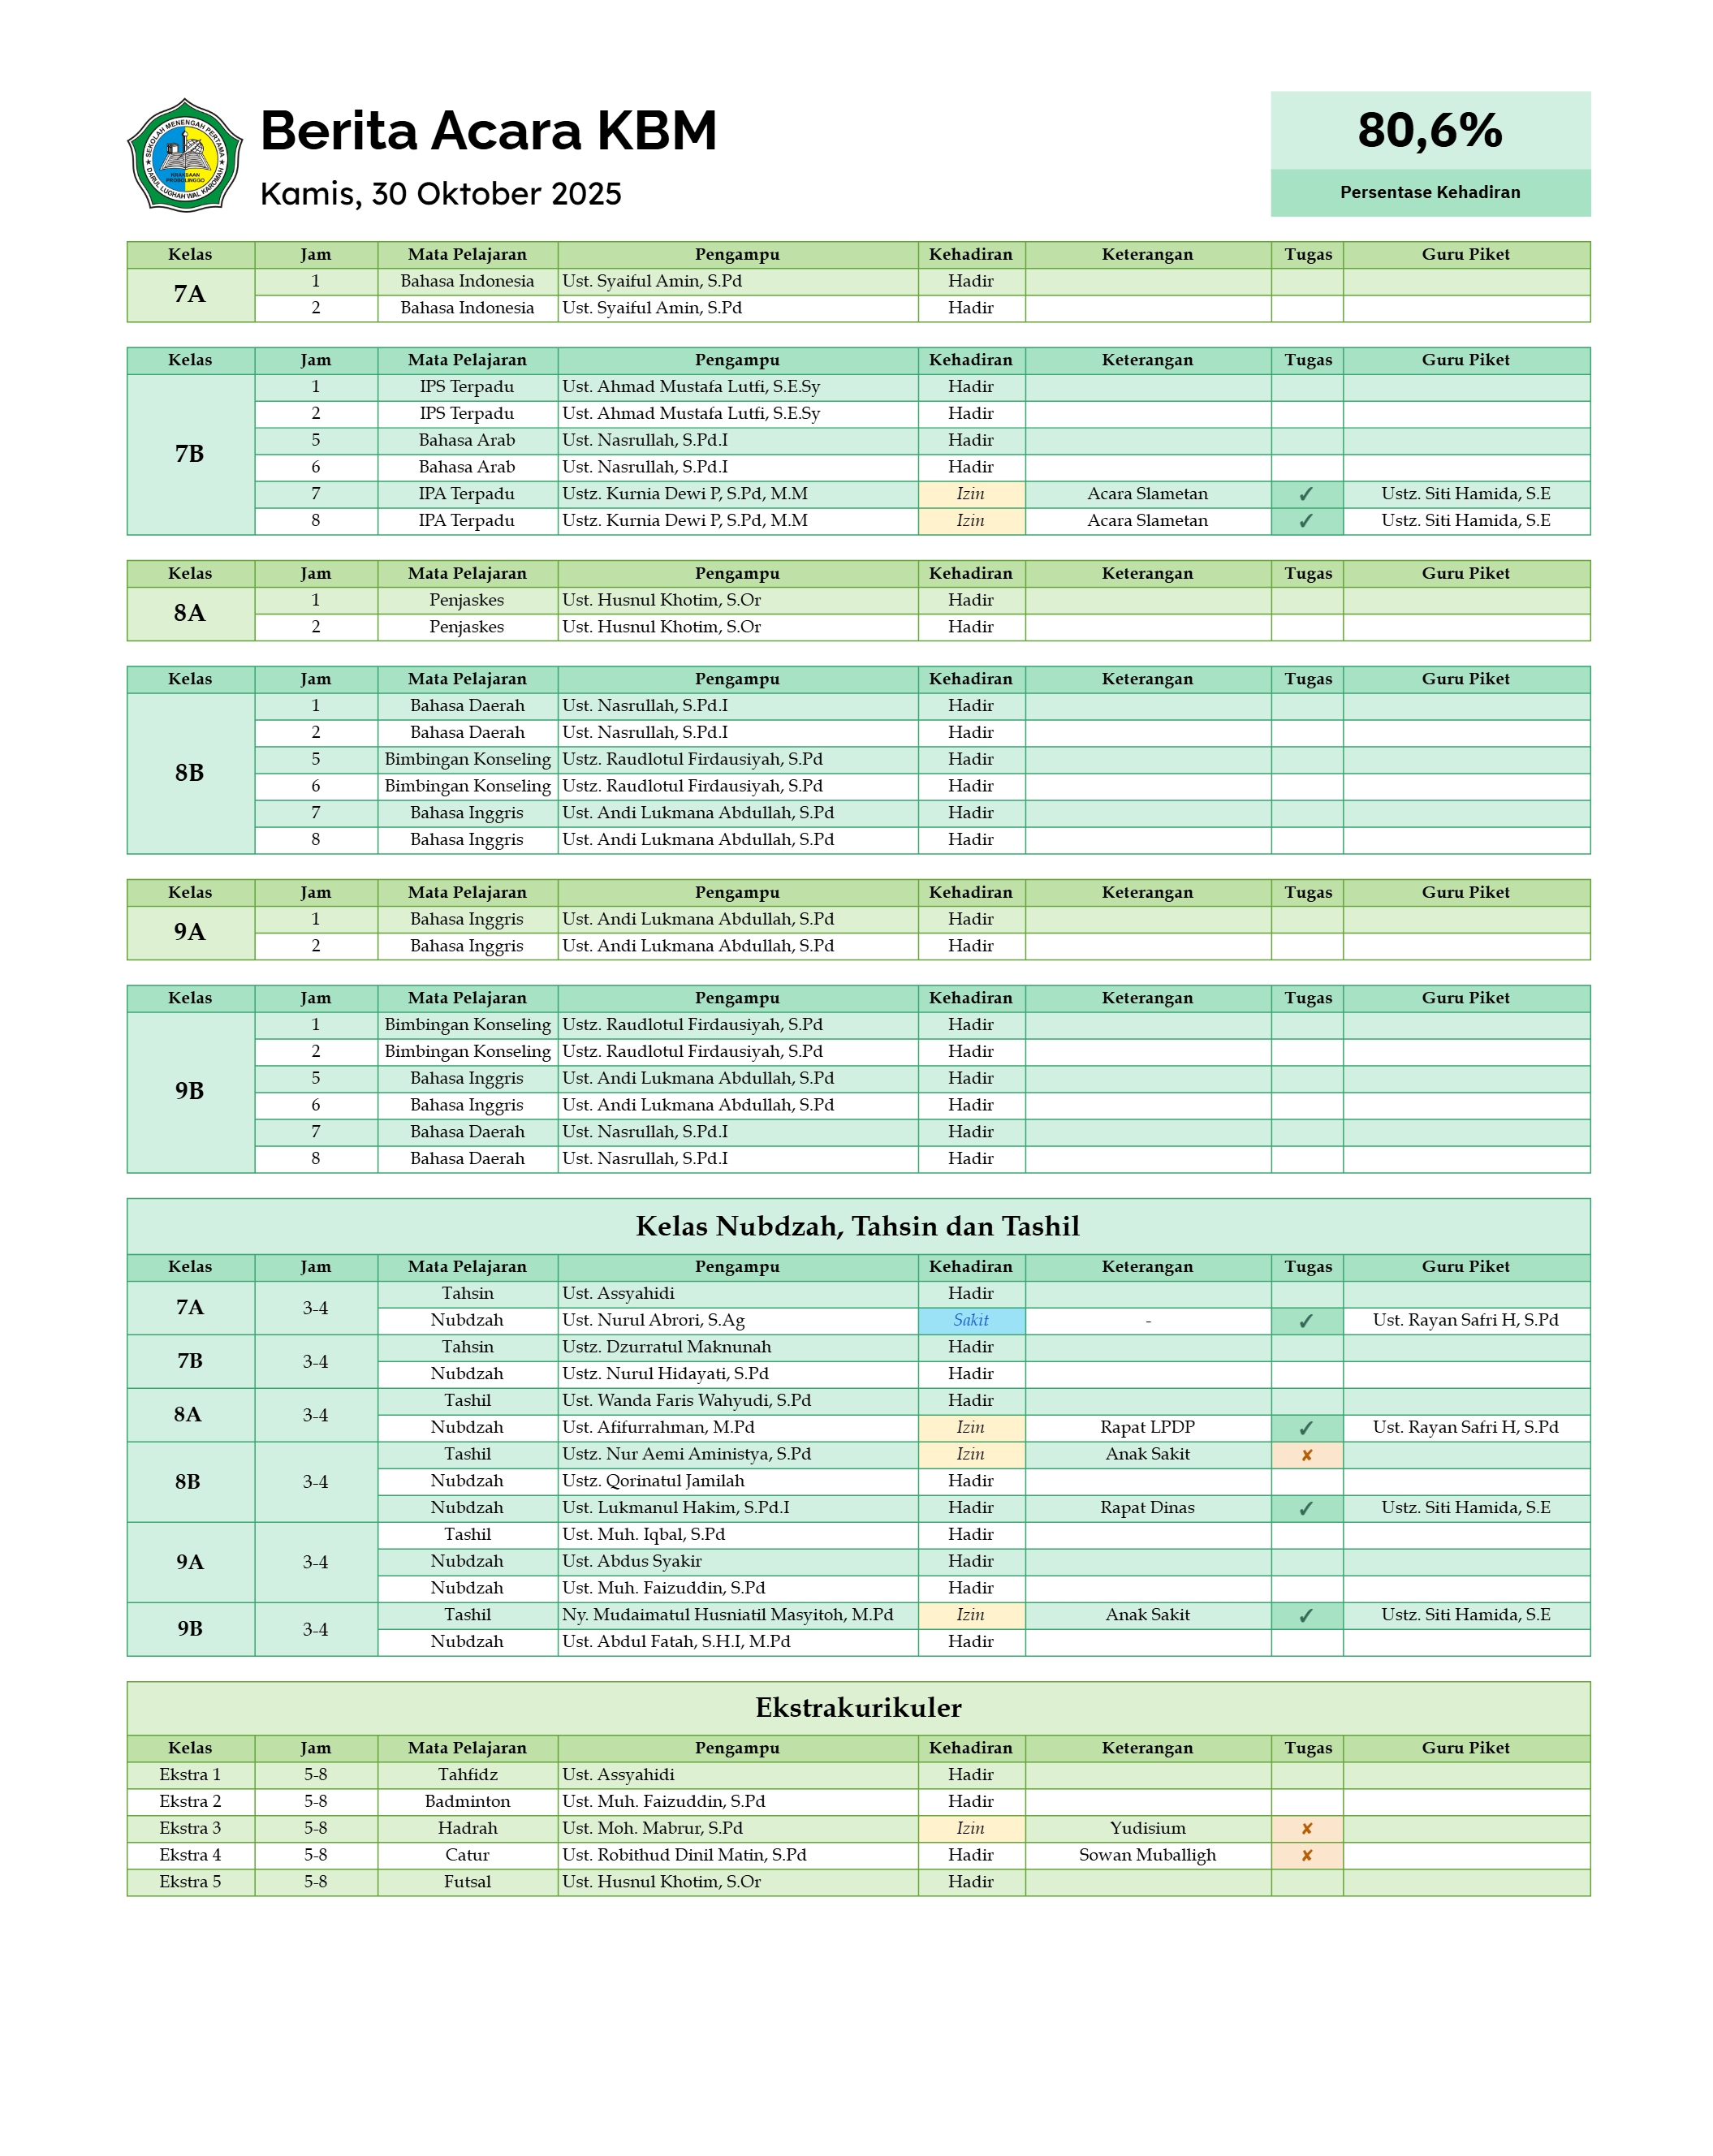 SEKOLAH MENENGAH PERTAMA
KRAKSAAN
PROBOLINGGO
DARUL LUGHAH WAL KAROMAH
Berita Acara KBM
Kamis, 30 Oktober 2025
80,6%
Persentase Kehadiran
Kelas Jam Mata Pelajaran Pengampu Kehadiran Keterangan Tugas Guru Piket
7A
1 Bahasa Indonesia Ust. Syaiful Amin, S.Pd Hadir
2 Bahasa Indonesia Ust. Syaiful Amin, S.Pd Hadir
Kelas Jam Mata Pelajaran Pengampu Kehadiran Keterangan Tugas Guru Piket
7B
1 IPS Terpadu Ust. Ahmad Mustafa Lutfi, S.E.Sy Hadir
2 IPS Terpadu Ust. Ahmad Mustafa Lutfi, S.E.Sy Hadir
5 Bahasa Arab Ust. Nasrullah, S.Pd.I Hadir
6 Bahasa Arab Ust. Nasrullah, S.Pd.I Hadir
7 IPA Terpadu Ustz. Kurnia Dewi P, S.Pd, M.M Izin Acara Slametan ✓ Ustz. Siti Hamida, S.E
8 IPA Terpadu Ustz. Kurnia Dewi P, S.Pd, M.M Izin Acara Slametan ✓ Ustz. Siti Hamida, S.E
Kelas Jam Mata Pelajaran Pengampu Kehadiran Keterangan Tugas Guru Piket
8A
1 Penjaskes Ust. Husnul Khotim, S.Or Hadir
2 Penjaskes Ust. Husnul Khotim, S.Or Hadir
Kelas Jam Mata Pelajaran Pengampu Kehadiran Keterangan Tugas Guru Piket
8B
1 Bahasa Daerah Ust. Nasrullah, S.Pd.I Hadir
2 Bahasa Daerah Ust. Nasrullah, S.Pd.I Hadir
5 Bimbingan Konseling Ustz. Raudlotul Firdausiyah, S.Pd Hadir
6 Bimbingan Konseling Ustz. Raudlotul Firdausiyah, S.Pd Hadir
7 Bahasa Inggris Ust. Andi Lukmana Abdullah, S.Pd Hadir
8 Bahasa Inggris Ust. Andi Lukmana Abdullah, S.Pd Hadir
Kelas Jam Mata Pelajaran Pengampu Kehadiran Keterangan Tugas Guru Piket
9A
1 Bahasa Inggris Ust. Andi Lukmana Abdullah, S.Pd Hadir
2 Bahasa Inggris Ust. Andi Lukmana Abdullah, S.Pd Hadir
Kelas Jam Mata Pelajaran Pengampu Kehadiran Keterangan Tugas Guru Piket
9B
1 Bimbingan Konseling Ustz. Raudlotul Firdausiyah, S.Pd Hadir
2 Bimbingan Konseling Ustz. Raudlotul Firdausiyah, S.Pd Hadir
5 Bahasa Inggris Ust. Andi Lukmana Abdullah, S.Pd Hadir
6 Bahasa Inggris Ust. Andi Lukmana Abdullah, S.Pd Hadir
7 Bahasa Daerah Ust. Nasrullah, S.Pd.I Hadir
8 Bahasa Daerah Ust. Nasrullah, S.Pd.I Hadir
Kelas Nubdzah, Tahsin dan Tashil
Kelas Jam Mata Pelajaran Pengampu Kehadiran Keterangan Tugas Guru Piket
7A 3-4
Tahsin Ust. Assyahidi Hadir
Nubdzah Ust. Nurul Abrori, S.Ag Sakit - ✓ Ust. Rayan Safri H, S.Pd
7B 3-4
Tahsin Ustz. Dzurratul Maknunah Hadir
Nubdzah Ustz. Nurul Hidayati, S.Pd Hadir
8A 3-4
Tashil Ust. Wanda Faris Wahyudi, S.Pd Hadir
Nubdzah Ust. Afifurrahman, M.Pd Izin Rapat LPDP ✓ Ust. Rayan Safri H, S.Pd
8B 3-4
Tashil Ustz. Nur Aemi Aministya, S.Pd Izin Anak Sakit ✘
Nubdzah Ustz. Qorinatul Jamilah Hadir
Nubdzah Ust. Lukmanul Hakim, S.Pd.I Hadir Rapat Dinas ✓ Ustz. Siti Hamida, S.E
9A 3-4
Tashil Ust. Muh. Iqbal, S.Pd Hadir
Nubdzah Ust. Abdus Syakir Hadir
Nubdzah Ust. Muh. Faizuddin, S.Pd Hadir
9B 3-4
Tashil Ny. Mudaimatul Husniatil Masyitoh, M.Pd Izin Anak Sakit ✓ Ustz. Siti Hamida, S.E
Nubdzah Ust. Abdul Fatah, S.H.I, M.Pd Hadir
Ekstrakurikuler
Kelas Jam Mata Pelajaran Pengampu Kehadiran Keterangan Tugas Guru Piket
Ekstra 1 5-8 Tahfidz Ust. Assyahidi Hadir
Ekstra 2 5-8 Badminton Ust. Muh. Faizuddin, S.Pd Hadir
Ekstra 3 5-8 Hadrah Ust. Moh. Mabrur, S.Pd Izin Yudisium ✘
Ekstra 4 5-8 Catur Ust. Robithud Dinil Matin, S.Pd Hadir Sowan Muballigh ✘
Ekstra 5 5-8 Futsal Ust. Husnul Khotim, S.Or Hadir